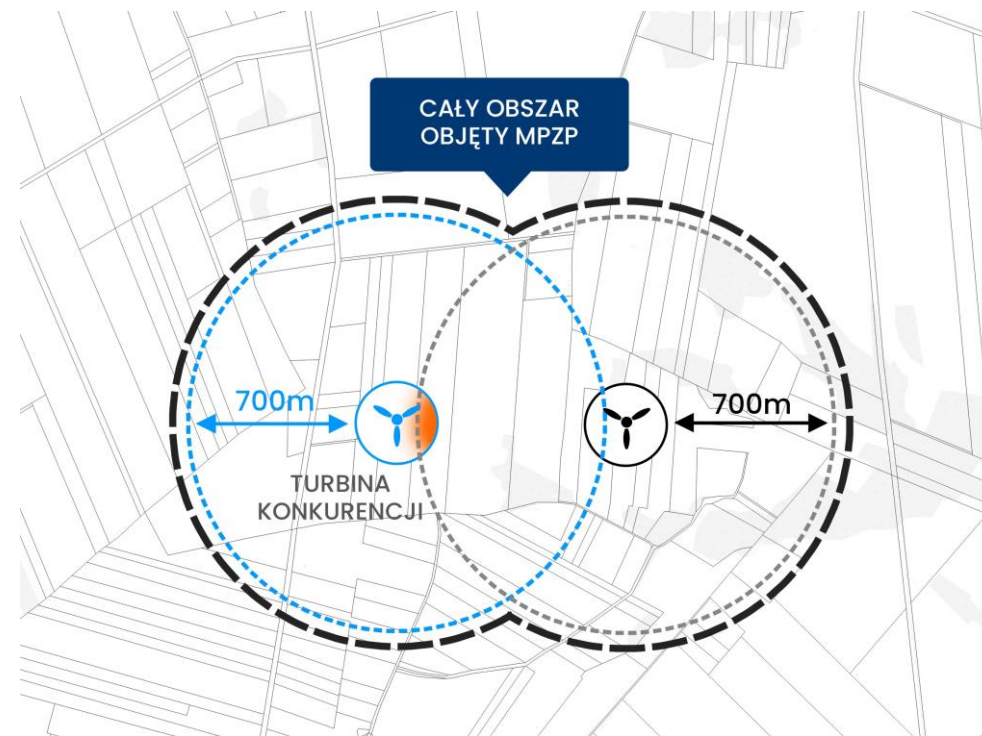 CAŁY OBSZAR
OBJĘTY MPZP
700m
700m
TURBINA
KONKURENCJI